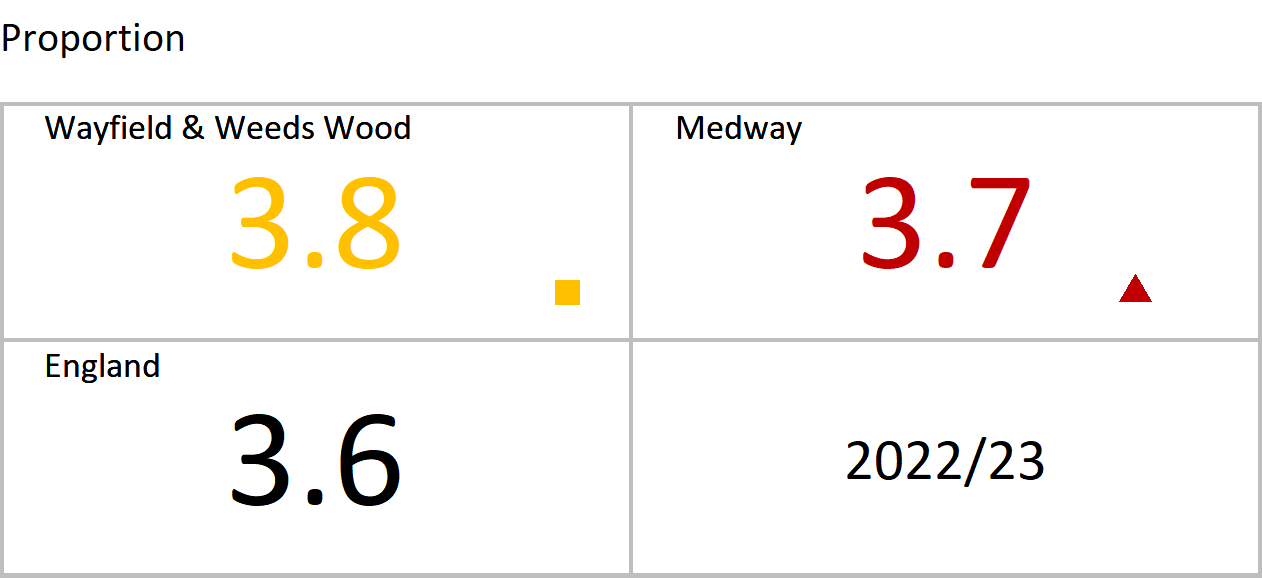 Proportion
Wayfield & Weeds Wood
3.8
Medway
3.7
England
3.6
2022/23